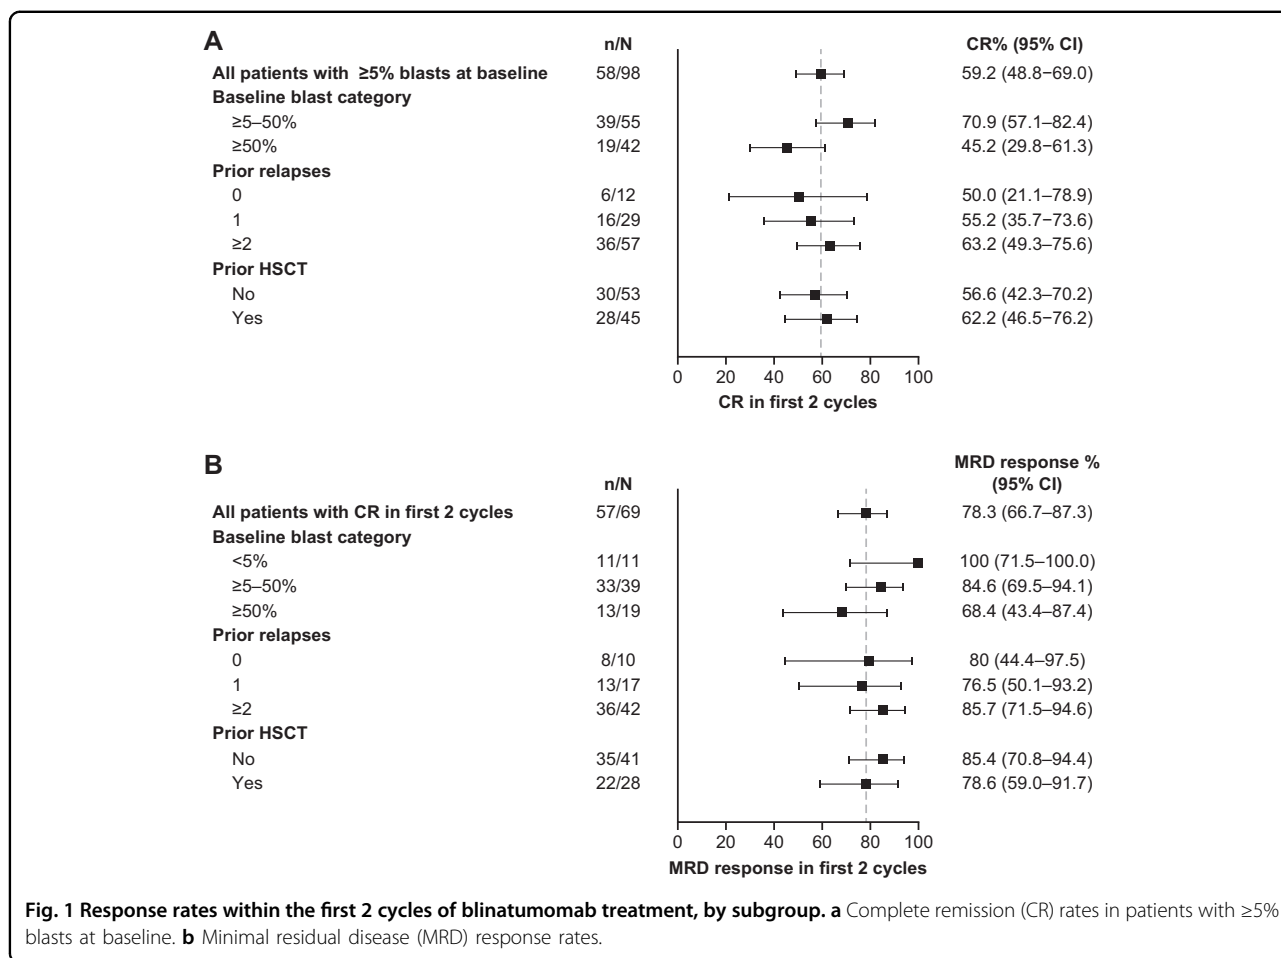 A
n/N CR% (95% CI)
All patients with ≥5% blasts at baseline 58/98 59.2 (48.8−69.0)
Baseline blast category
≥5–50% 39/55 70.9 (57.1–82.4)
≥50% 19/42 45.2 (29.8–61.3)
Prior relapses
0 6/12 50.0 (21.1–78.9)
1 16/29 55.2 (35.7−73.6)
≥2 36/57 63.2 (49.3–75.6)
Prior HSCT
No 30/53 56.6 (42.3–70.2)
Yes 28/45 62.2 (46.5−76.2)
0 20 40 60 80 100
CR in first 2 cycles
B
MRD response %
n/N (95% CI)
All patients with CR in first 2 cycles 57/69 78.3 (66.7–87.3)
Baseline blast category
<5% 11/11 100 (71.5–100.0)
≥5–50% 33/39 84.6 (69.5–94.1)
≥50% 13/19 68.4 (43.4–87.4)
Prior relapses
0 8/10 80 (44.4–97.5)
1 13/17 76.5 (50.1–93.2)
≥2 36/42 85.7 (71.5–94.6)
Prior HSCT
No 35/41 85.4 (70.8–94.4)
Yes 22/28 78.6 (59.0–91.7)
0 20 40 60 80 100
MRD response in first 2 cycles
Fig. 1 Response rates within the first 2 cycles of blinatumomab treatment, by subgroup. a Complete remission (CR) rates in patients with ≥5%
blasts at baseline. b Minimal residual disease (MRD) response rates.